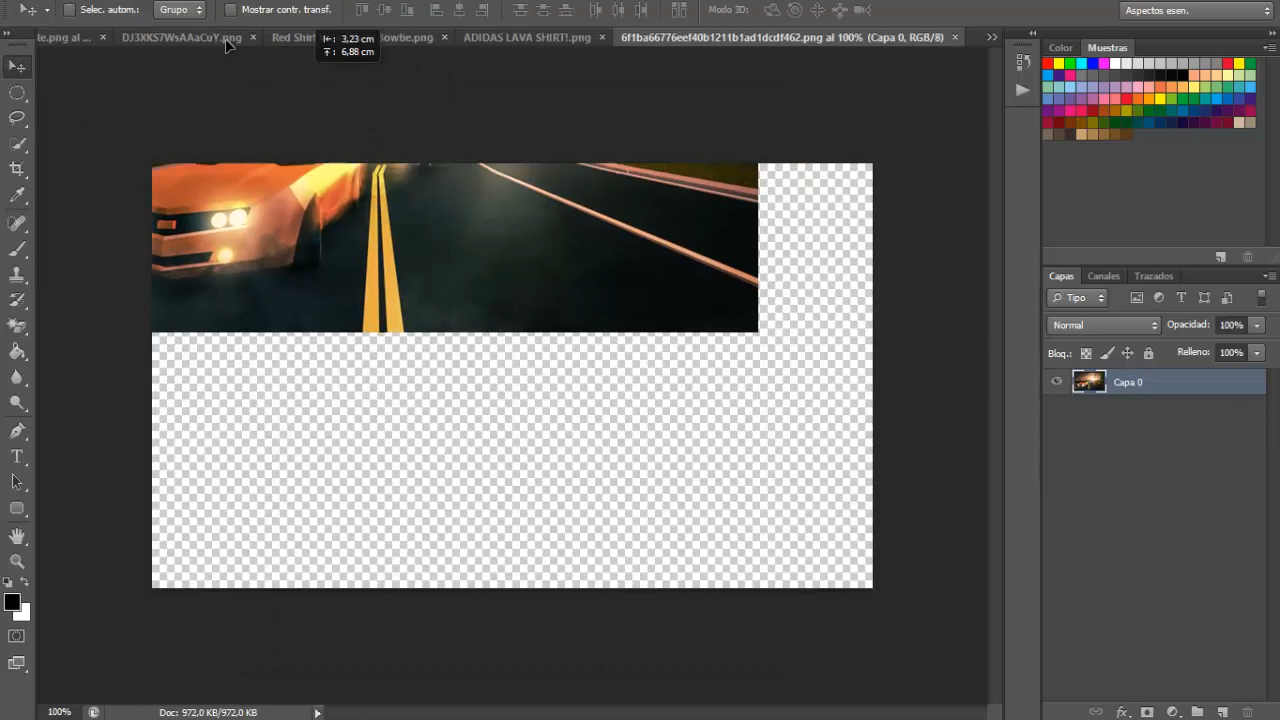 Selec. autom.: Grupo Mostrar contr. transf. Modo 3D: Aspectos esen.
te.png al ... × DJ3XKS7WsAAaCuY.png × Red Shirt Bowtie.png × ADIDAS LAVA SHIRT!.png × 6f1ba66776eef40b1211b1ad1dcdf462.png al 100% (Capa 0, RGB/8) ×
3,23 cm
6,88 cm
Color Muestras
Capas Canales Trazados
Tipo
Normal Opacidad: 100%
Bloq.: Relleno: 100%
Capa 0
100% Doc: 972,0 KB/972,0 KB